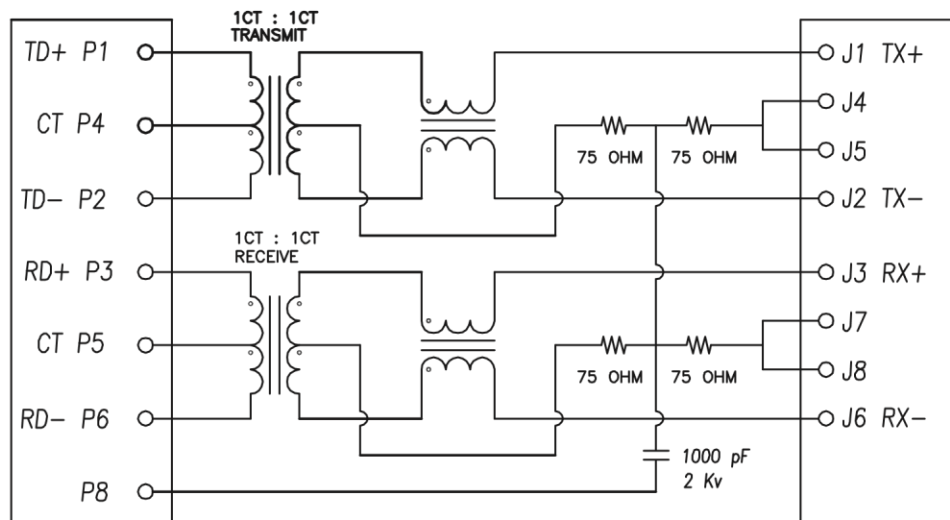 1CT : 1CT
TRANSMIT
TD+ P1
CT P4
TD- P2
J1 TX+
J4
J5
J2 TX-
75 OHM
75 OHM
1CT : 1CT
RECEIVE
RD+ P3
CT P5
RD- P6
P8
J3 RX+
J7
J8
J6 RX-
75 OHM
75 OHM
1000 pF
2 Kv